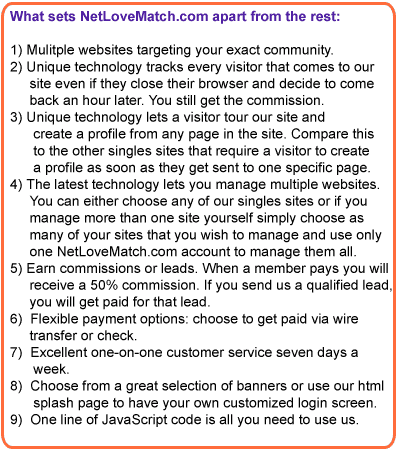 What sets NetLoveMatch.com apart from the rest:
1) Mulitple websites targeting your exact community.
2) Unique technology tracks every visitor that comes to our
site even if they close their browser and decide to come
back an hour later. You still get the commission.
3) Unique technology lets a visitor tour our site and
create a profile from any page in the site. Compare this
to the other singles sites that require a visitor to create
a profile as soon as they get sent to one specific page.
4) The latest technology lets you manage multiple websites.
You can either choose any of our singles sites or if you
manage more than one site yourself simply choose as
many of your sites that you wish to manage and use only
one NetLoveMatch.com account to manage them all.
5) Earn commissions or leads. When a member pays you will
receive a 50% commission. If you send us a qualified lead,
you will get paid for that lead.
6) Flexible payment options: choose to get paid via wire
transfer or check.
7) Excellent one-on-one customer service seven days a
week.
8) Choose from a great selection of banners or use our html
splash page to have your own customized login screen.
9) One line of JavaScript code is all you need to use us.